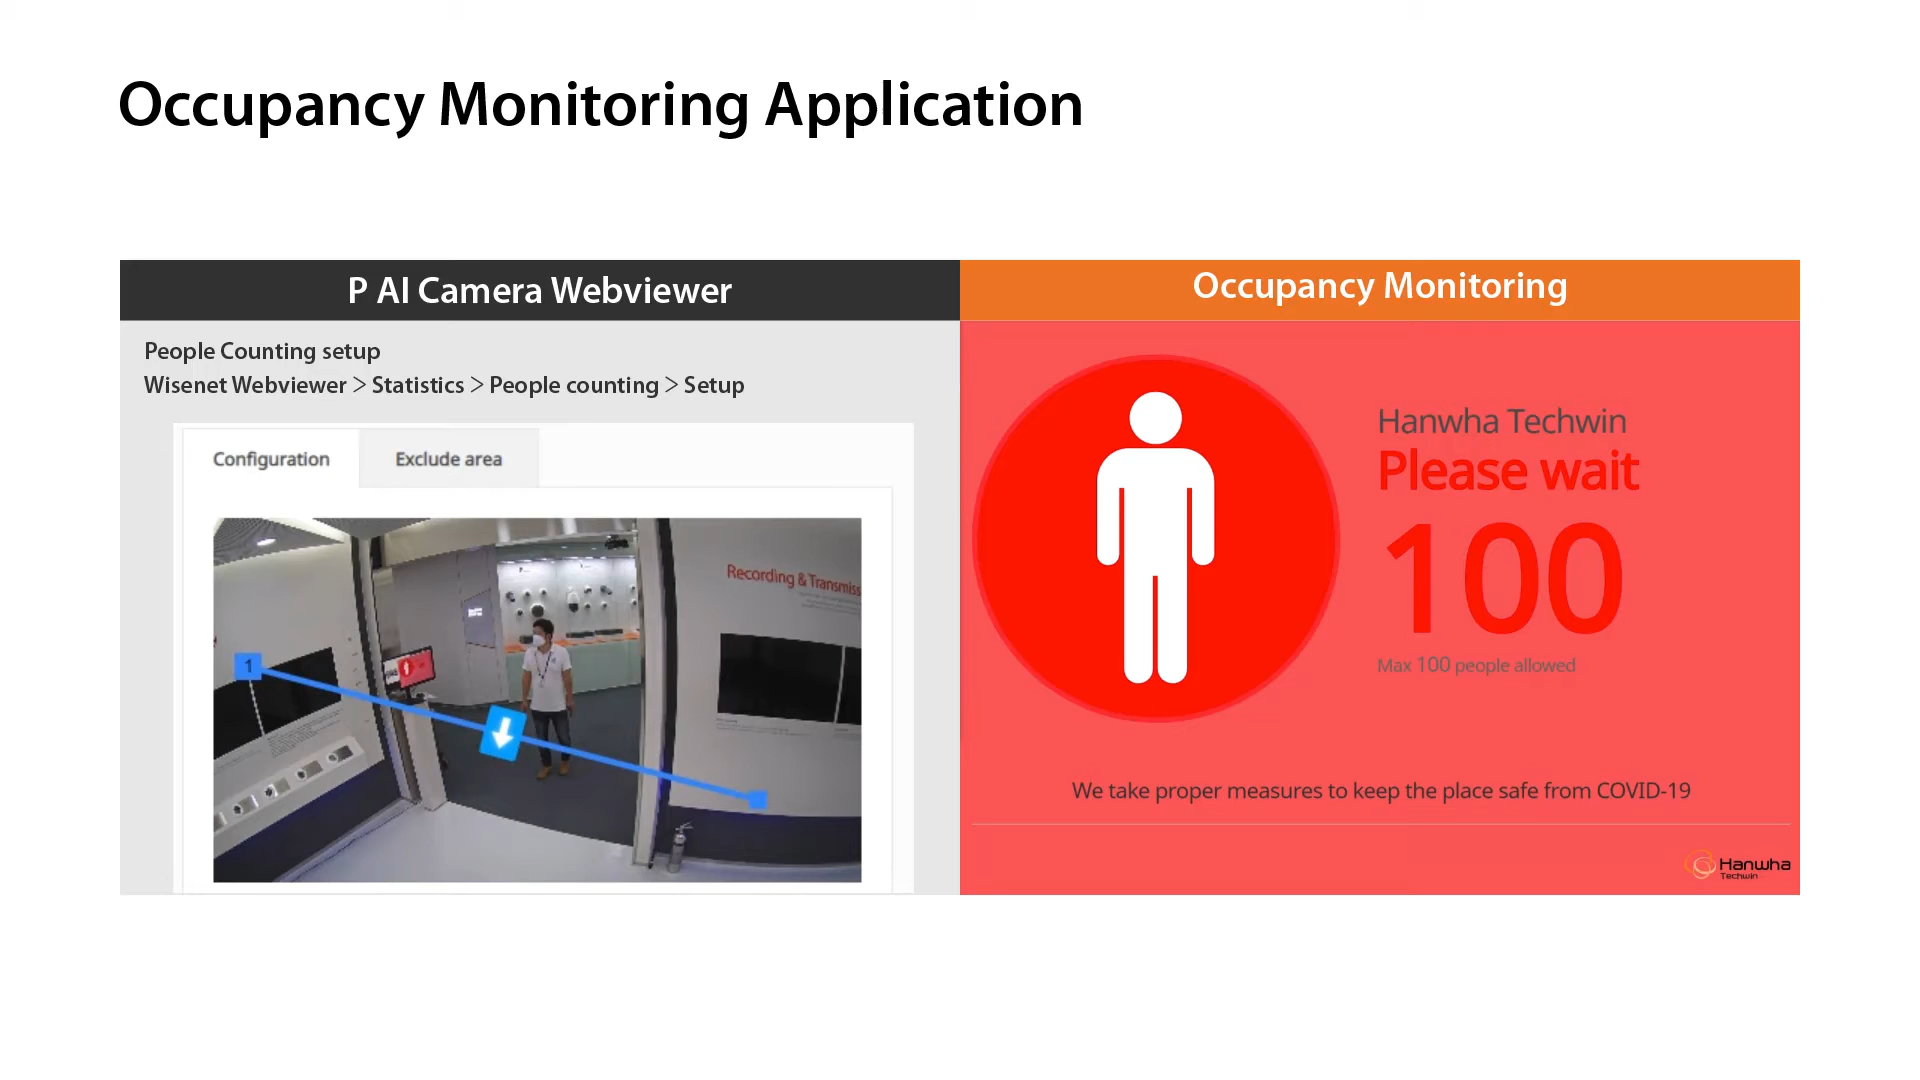 Occupancy Monitoring Application
P AI Camera Webviewer
People Counting setup
Wisenet Webviewer > Statistics > People counting > Setup
Configuration
Exclude area
Recording & Transmiss
1
Occupancy Monitoring
Hanwha Techwin
Please wait
100
Max 100 people allowed
We take proper measures to keep the place safe from COVID-19
Hanwha
Techwin